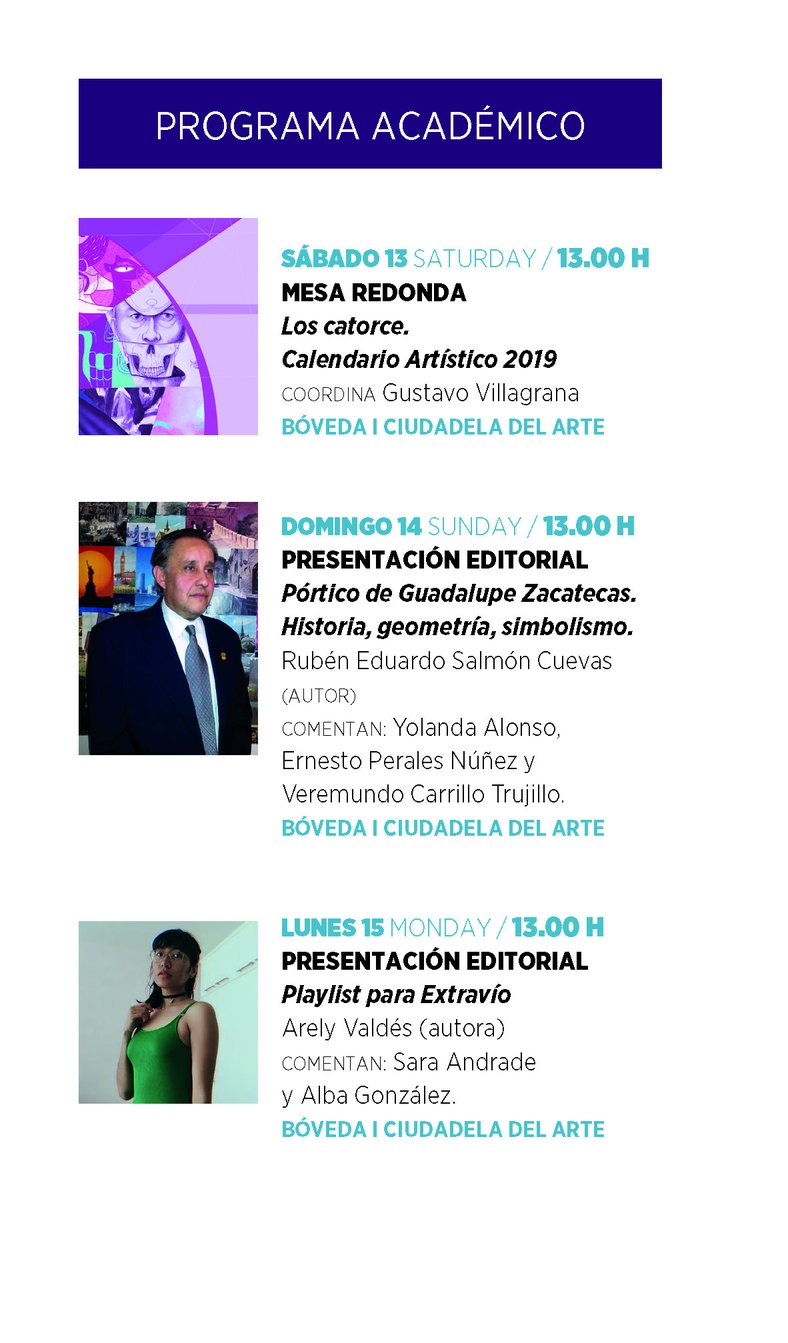 PROGRAMA ACADÉMICO
SÁBADO 13 SATURDAY / 13.00 H
MESA REDONDA
Los catorce.
Calendario Artístico 2019
COORDINA Gustavo Villagrana
BÓVEDA I CIUDADELA DEL ARTE
DOMINGO 14 SUNDAY / 13.00 H
PRESENTACIÓN EDITORIAL
Pórtico de Guadalupe Zacatecas.
Historia, geometría, simbolismo.
Rubén Eduardo Salmón Cuevas
(AUTOR)
COMENTAN: Yolanda Alonso,
Ernesto Perales Núñez y
Veremundo Carrillo Trujillo.
BÓVEDA I CIUDADELA DEL ARTE
LUNES 15 MONDAY / 13.00 H
PRESENTACIÓN EDITORIAL
Playlist para Extravío
Arely Valdés (autora)
COMENTAN: Sara Andrade
y Alba González.
BÓVEDA I CIUDADELA DEL ARTE